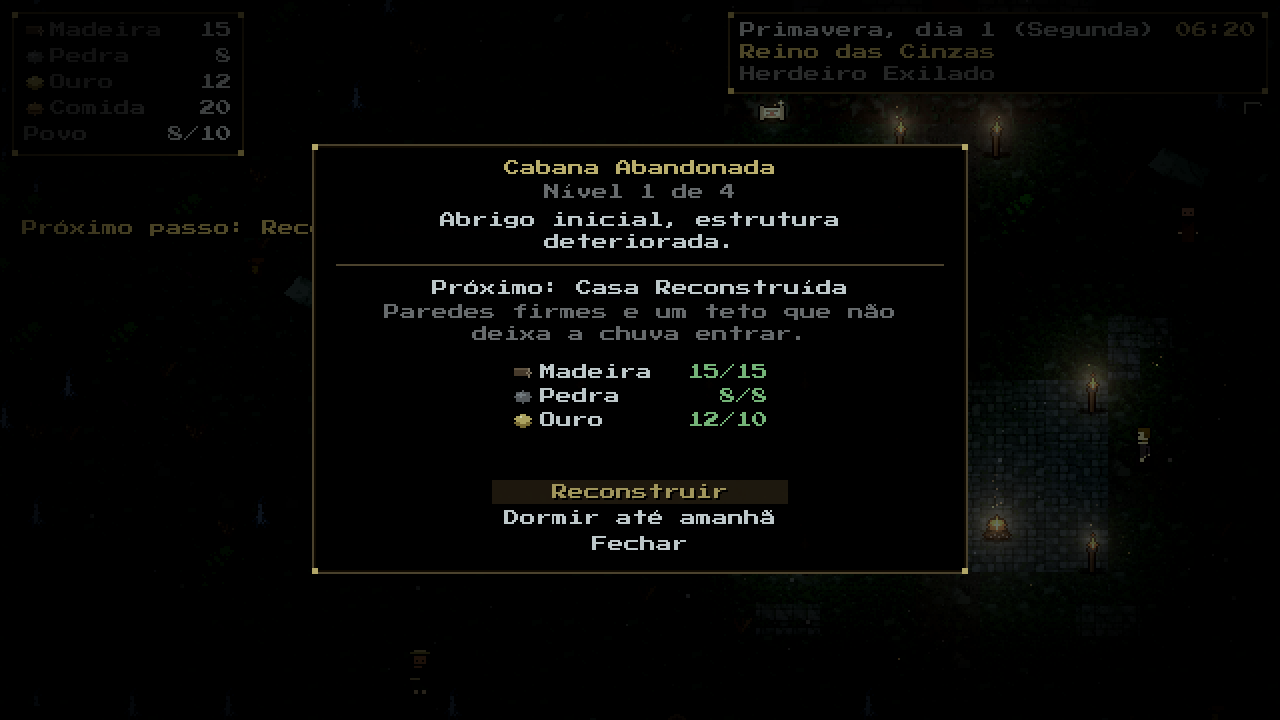 Madeira 15
Pedra 8
Ouro 12
Comida 20
Povo 8/10
Primavera, dia 1 (Segunda) 06:20
Reino das Cinzas
Herdeiro Exilado
Próximo passo:
Cabana Abandonada
Nível 1 de 4
Abrigo inicial, estrutura
deteriorada.
Próximo: Casa Reconstruída
Paredes firmes e um teto que não
deixa a chuva entrar.
Madeira 15/15
Pedra 8/8
Ouro 12/10
Reconstruir
Dormir até amanhã
Fechar